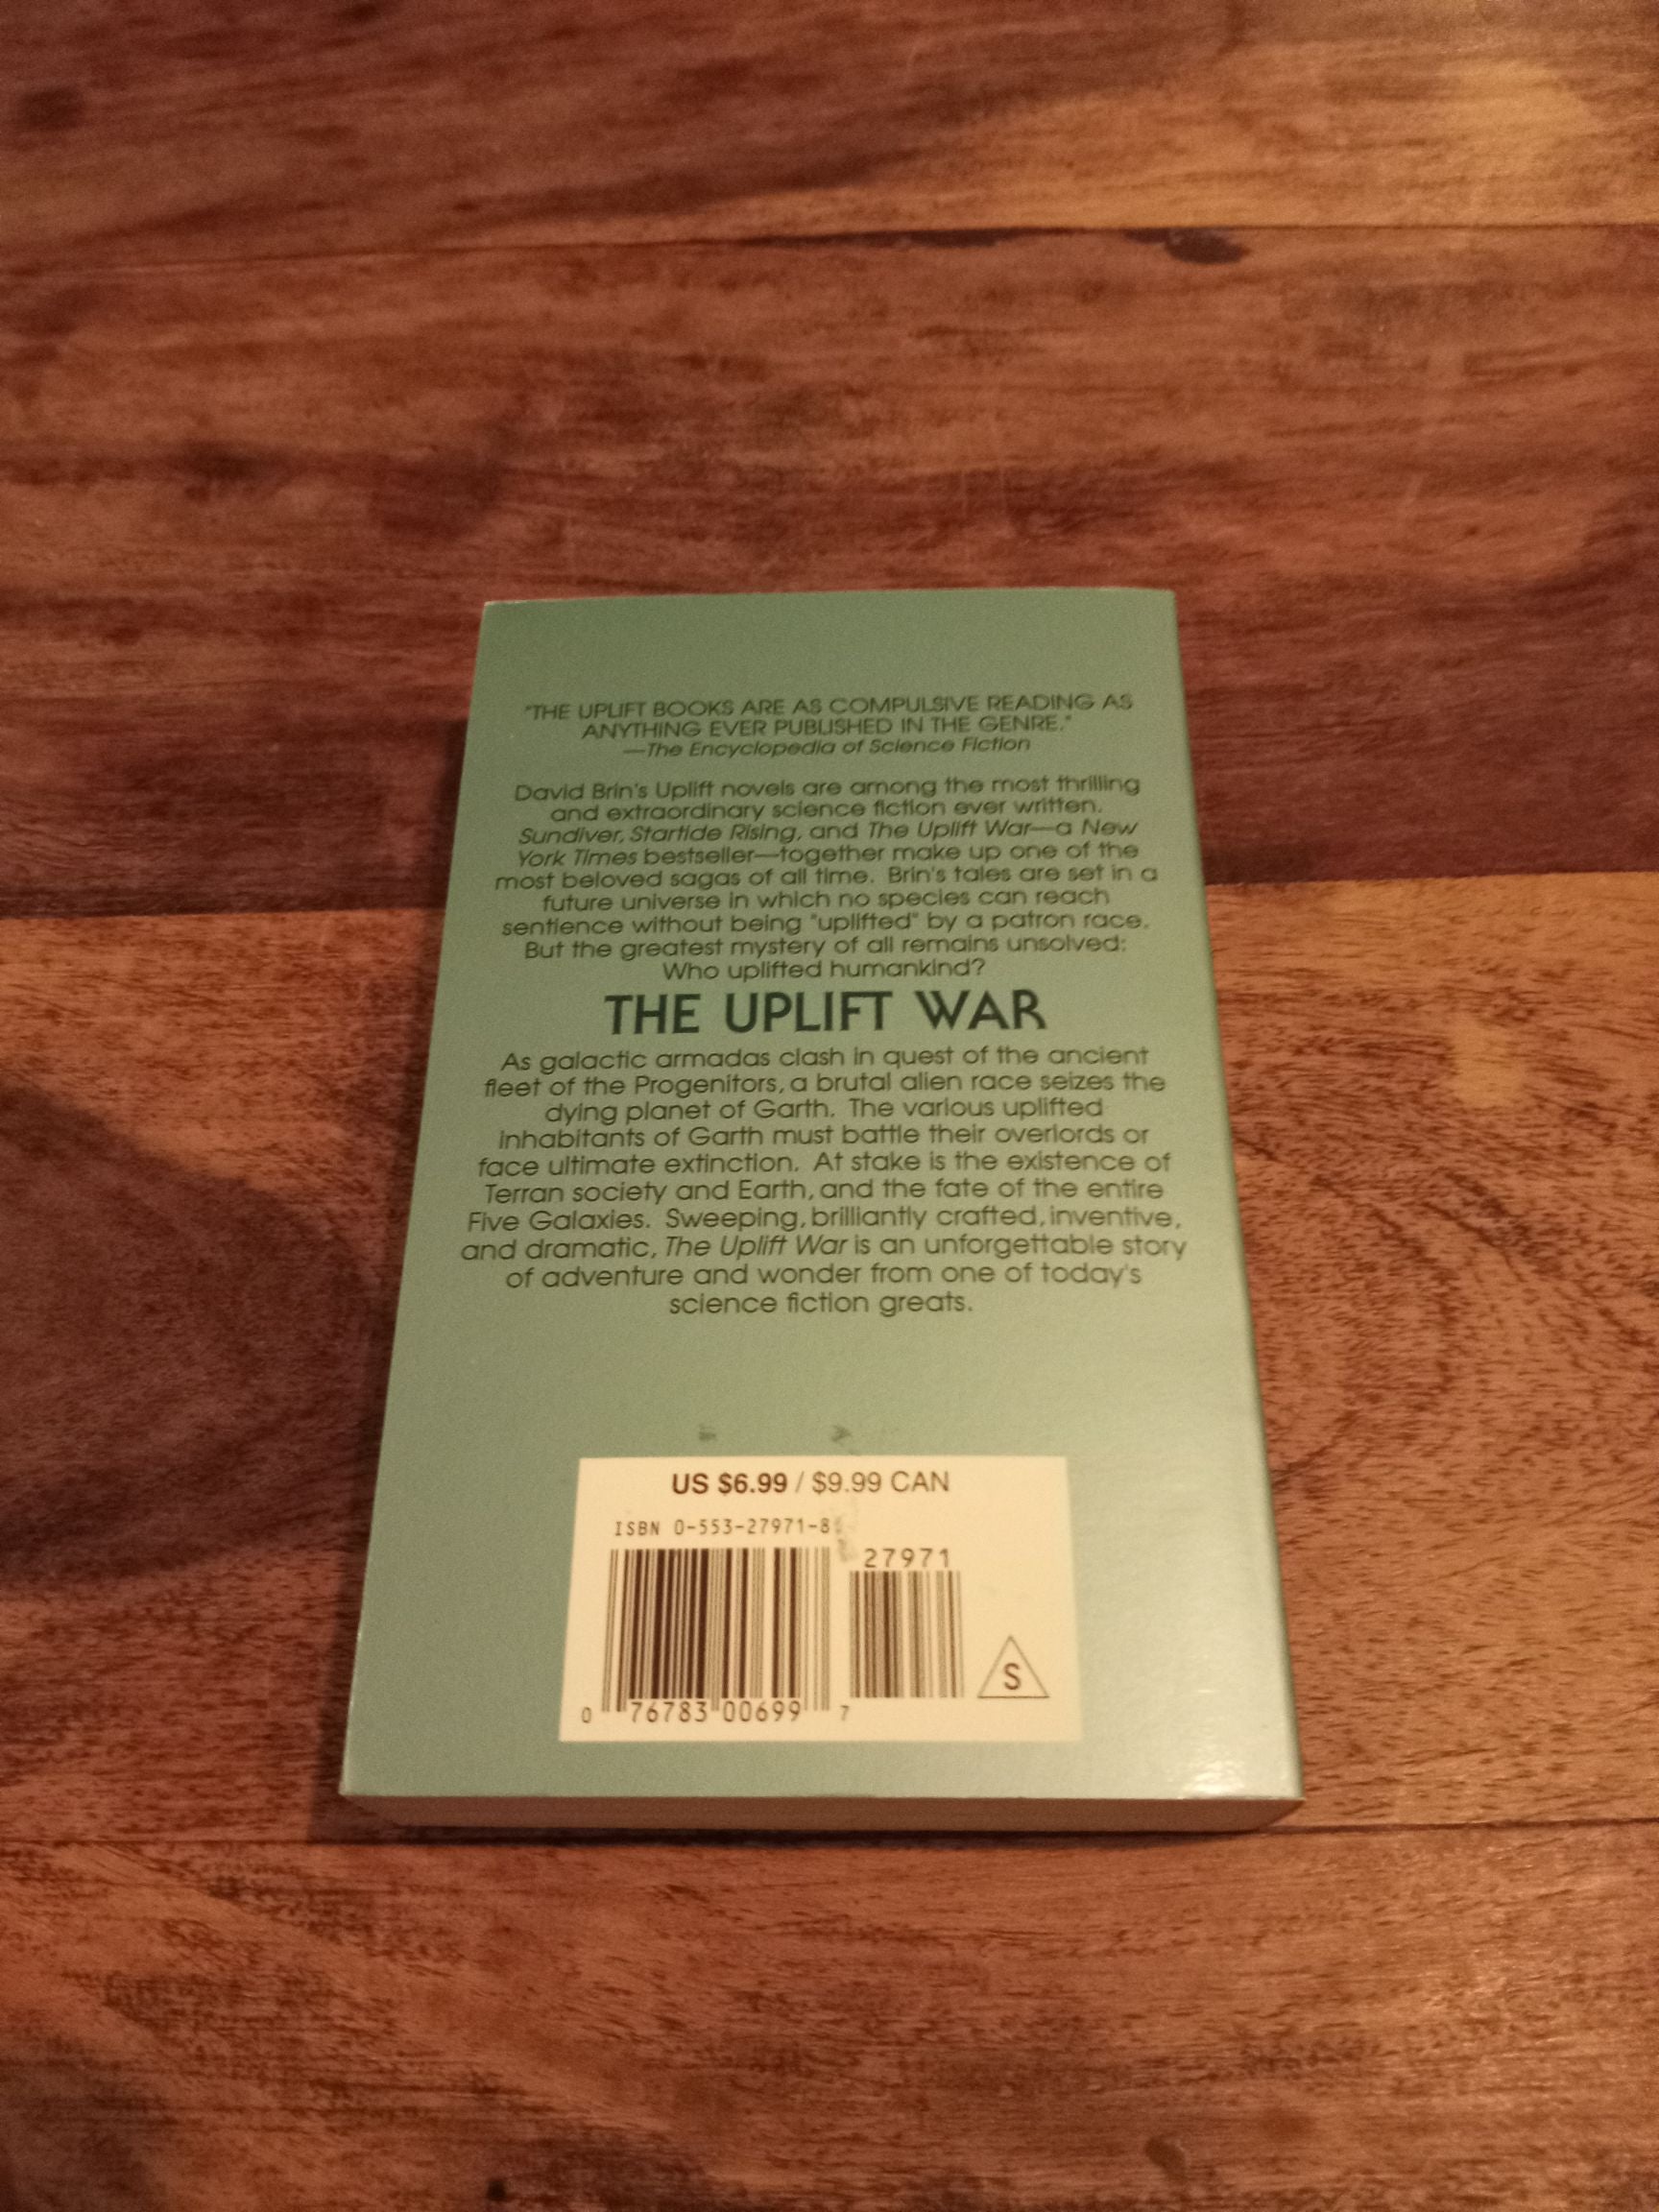 "THE UPLIFT BOOKS ARE AS COMPULSIVE READING AS
ANYTHING EVER PUBLISHED IN THE GENRE."
—The Encyclopedia of Science Fiction
David Brin's Uplift novels are among the most thrilling
and extraordinary science fiction ever written.
Sundiver, Startide Rising, and The Uplift War—a New
York Times bestseller—together make up one of the
most beloved sagas of all time. Brin's tales are set in a
future universe in which no species can reach
sentience without being "uplifted" by a patron race.
But the greatest mystery of all remains unsolved:
Who uplifted humankind?
THE UPLIFT WAR
As galactic armadas clash in quest of the ancient
fleet of the Progenitors, a brutal alien race seizes the
dying planet of Garth. The various uplifted
inhabitants of Garth must battle their overlords or
face ultimate extinction. At stake is the existence of
Terran society and Earth, and the fate of the entire
Five Galaxies. Sweeping, brilliantly crafted, inventive,
and dramatic, The Uplift War is an unforgettable story
of adventure and wonder from one of today's
science fiction greats.
US $6.99 / $9.99 CAN
ISBN 0-553-27971-8
27971
S
0 76783 00699 7